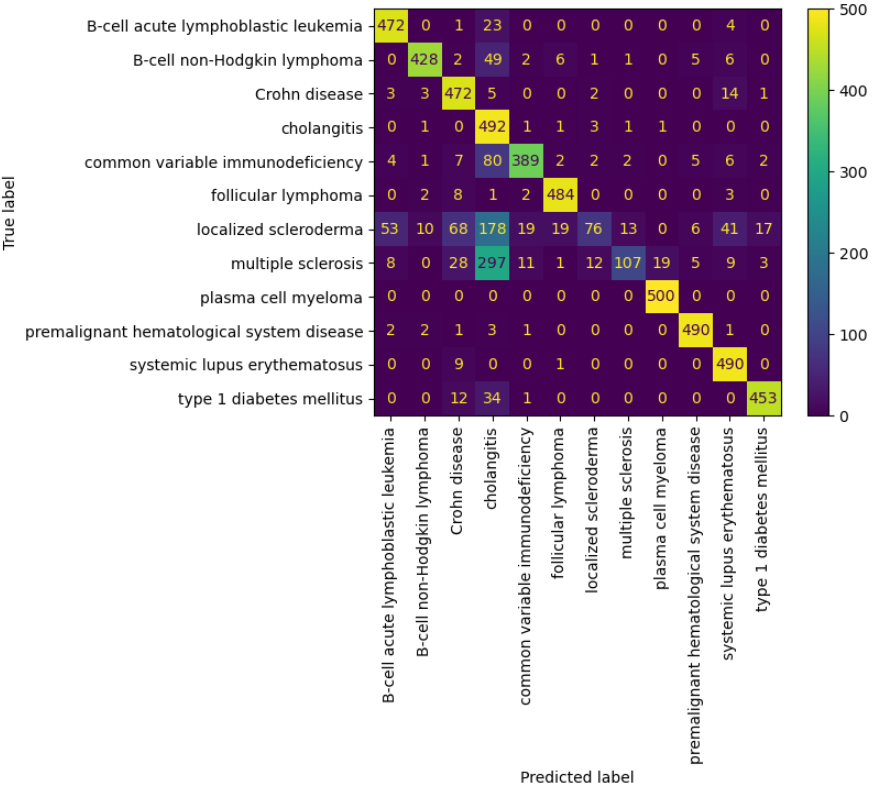 B-cell acute lymphoblastic leukemia 472 0 1 23 0 0 0 0 0 0 4 0
B-cell non-Hodgkin lymphoma 0 428 2 49 2 6 1 1 0 5 6 0
Crohn disease 3 3 472 5 0 0 2 0 0 0 14 1
cholangitis 0 1 0 492 1 1 3 1 1 0 0 0
common variable immunodeficiency 4 1 7 80 389 2 2 2 0 5 6 2
follicular lymphoma 0 2 8 1 2 484 0 0 0 0 3 0
localized scleroderma 53 10 68 178 19 19 76 13 0 6 41 17
multiple sclerosis 8 0 28 297 11 1 12 107 19 5 9 3
plasma cell myeloma 0 0 0 0 0 0 0 0 500 0 0 0
premalignant hematological system disease 2 2 1 3 1 0 0 0 0 490 1 0
systemic lupus erythematosus 0 0 9 0 0 1 0 0 0 0 490 0
type 1 diabetes mellitus 0 0 12 34 1 0 0 0 0 0 0 453
True label
B-cell acute lymphoblastic leukemia
B-cell non-Hodgkin lymphoma
Crohn disease
cholangitis
common variable immunodeficiency
follicular lymphoma
localized scleroderma
multiple sclerosis
plasma cell myeloma
premalignant hematological system disease
systemic lupus erythematosus
type 1 diabetes mellitus
Predicted label
500
400
300
200
100
0